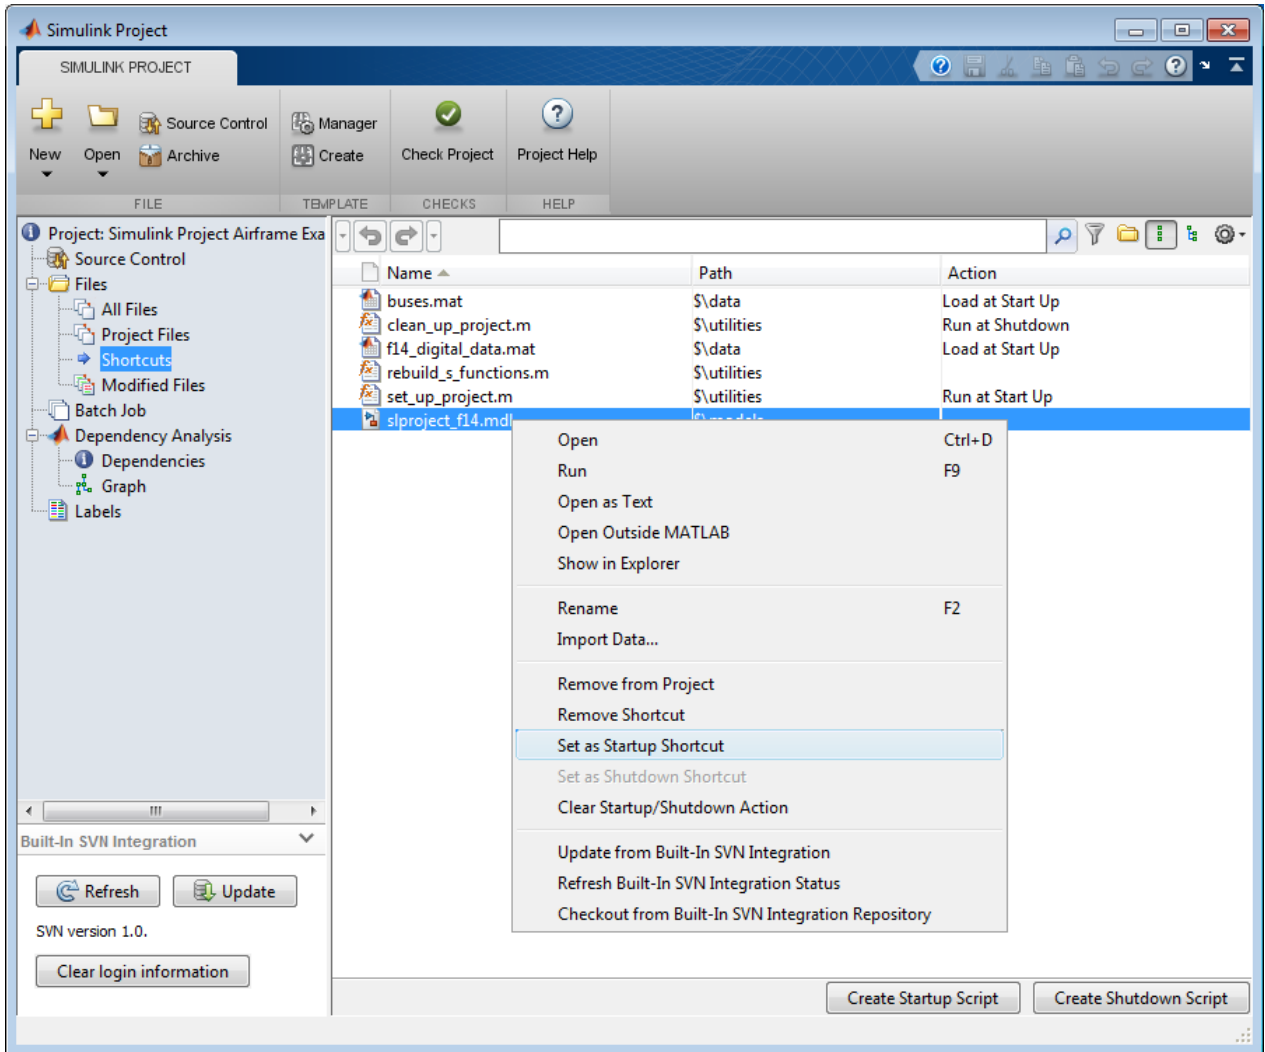 Simulink Project
SIMULINK PROJECT
New
Open
Source Control
Archive
Manager
Create
Check Project
Project Help
FILE
TEMPLATE
CHECKS
HELP
Project: Simulink Project Airframe Exa
Source Control
Files
All Files
Project Files
Shortcuts
Modified Files
Batch Job
Dependency Analysis
Dependencies
Graph
Labels
Name Path Action
buses.mat $\data Load at Start Up
clean_up_project.m $\utilities Run at Shutdown
f14_digital_data.mat $\data Load at Start Up
rebuild_s_functions.m $\utilities
set_up_project.m $\utilities Run at Start Up
slproject_f14.mdl $\models
Open Ctrl+D
Run F9
Open as Text
Open Outside MATLAB
Show in Explorer
Rename F2
Import Data...
Remove from Project
Remove Shortcut
Set as Startup Shortcut
Set as Shutdown Shortcut
Clear Startup/Shutdown Action
Update from Built-In SVN Integration
Refresh Built-In SVN Integration Status
Checkout from Built-In SVN Integration Repository
Built-In SVN Integration
Refresh
Update
SVN version 1.0.
Clear login information
Create Startup Script
Create Shutdown Script